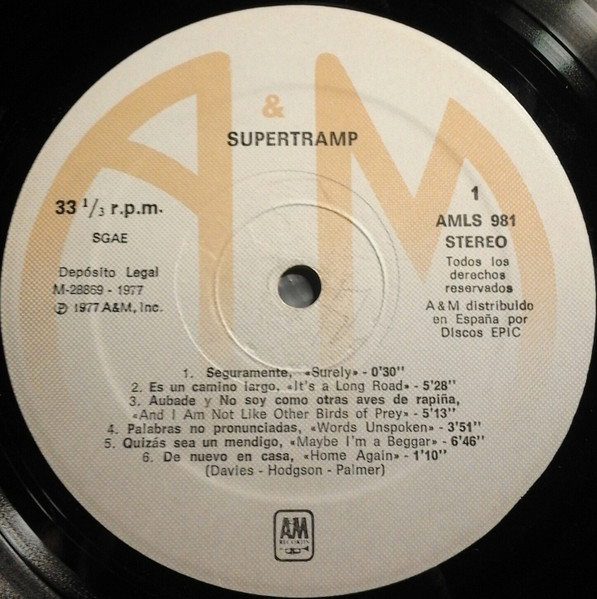 A & M
SUPERTRAMP
33 1/3 r.p.m.
SGAE
Depósito Legal
M-28869 - 1977
℗ 1977 A&M, Inc.
1
AMLS 981
STEREO
Todos los
derechos
reservados
A & M distribuido
en España por
Discos EPIC
1. Seguramente, «Surely» - 0'30''
2. Es un camino largo, «It's a Long Road» - 5'28''
3. Aubade y No soy como otras aves de rapiña,
«And I Am Not Like Other Birds of Prey» - 5'13''
4. Palabras no pronunciadas, «Words Unspoken» - 3'51''
5. Quizás sea un mendigo, «Maybe I'm a Beggar» - 6'46''
6. De nuevo en casa, «Home Again» - 1'10''
(Davies - Hodgson - Palmer)
AM
RECORDS